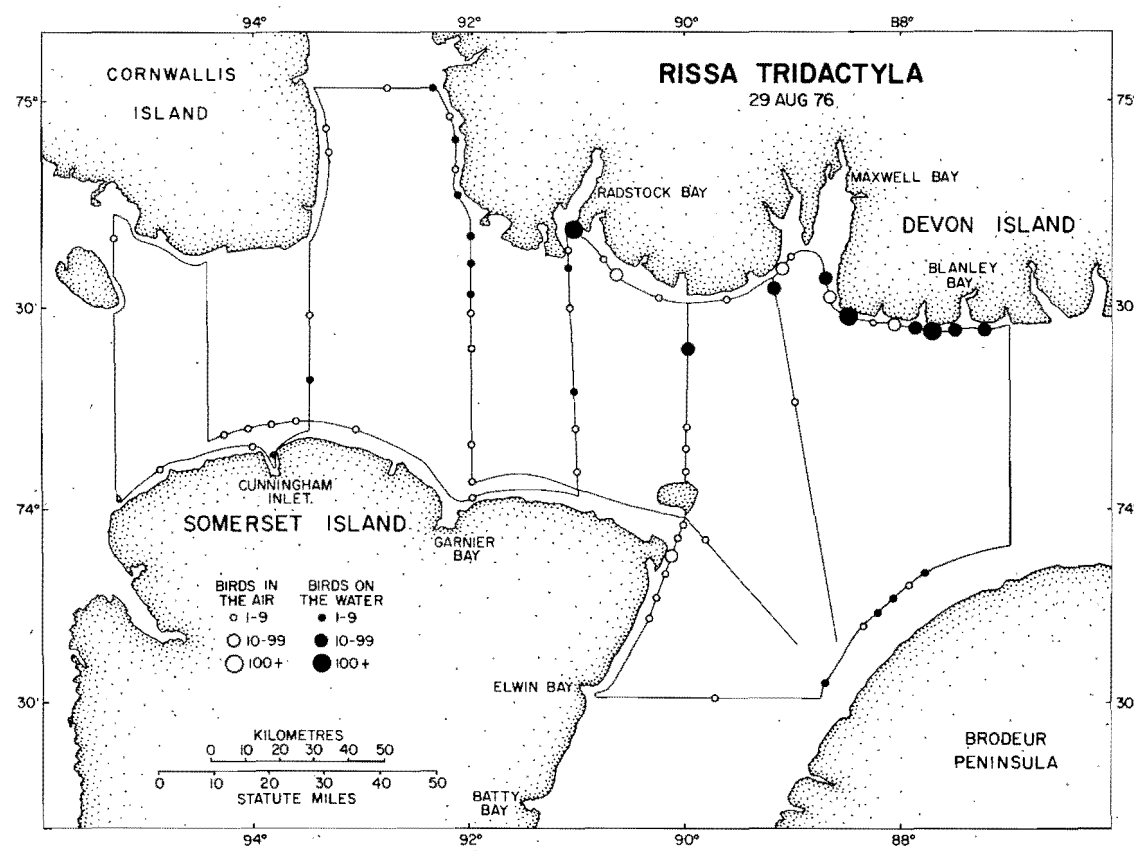 94° 92° 90° 88°
CORNWALLIS
ISLAND
RISSA TRIDACTYLA
29 AUG 76
75° 75°
RADSTOCK BAY
MAXWELL BAY
DEVON ISLAND
BLANLEY
BAY
30' 30'
CUNNINGHAM
INLET.
74° 74°
SOMERSET ISLAND
GARNIER
BAY
BIRDS IN BIRDS ON
THE AIR THE WATER
1-9 1-9
10-99 10-99
100+ 100+
ELWIN BAY
30' 30'
KILOMETRES
0 10 20 30 40 50
0 10 20 30 40 50
STATUTE MILES
BRODEUR
PENINSULA
BATTY
BAY
94° 92° 90° 88°